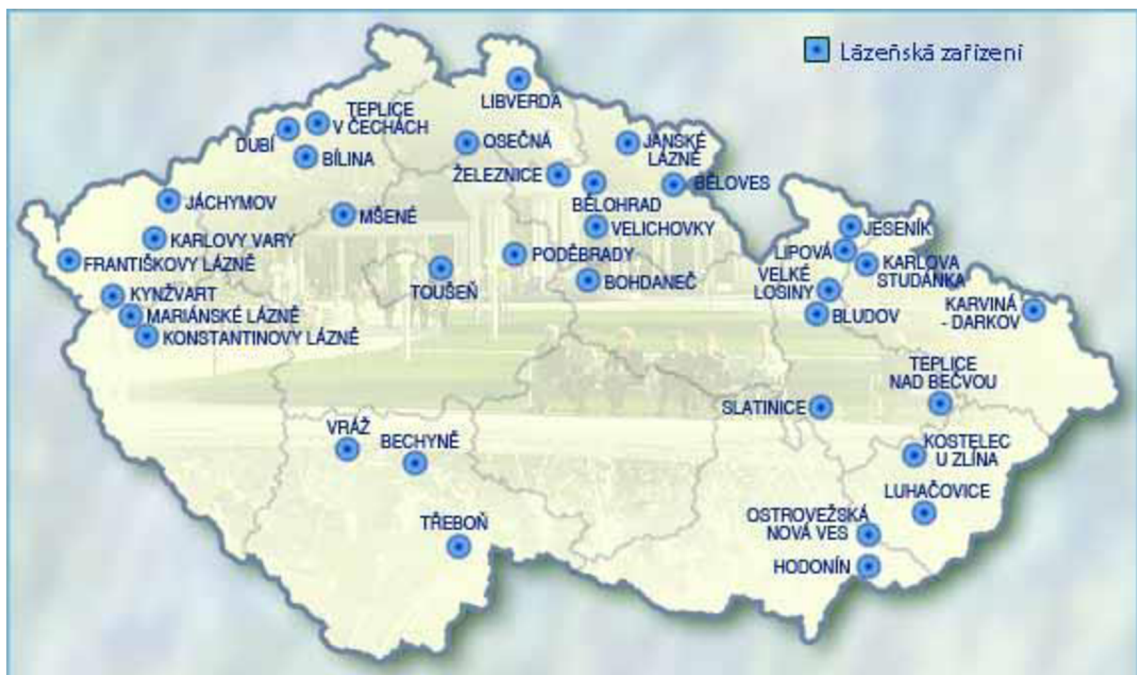 Lázeňská zařízení
LIBVERDA
TEPLICE
V ČECHÁCH
DUBÍ
BÍLINA
OSEČNÁ
JANSKÉ
LÁZNĚ
ŽELEZNICE
BĚLOVES
BĚLOHRAD
JÁCHYMOV
MŠENÉ
VELICHOVKY
JESENÍK
KARLOVY VARY
LIPOVÁ
PODĚBRADY
FRANTIŠKOVY LÁZNĚ
KARLOVA
STUDÁNKA
TOUŠEŇ
BOHDANEČ
VELKÉ
LOSINY
KYNŽVART
MARIÁNSKÉ LÁZNĚ
BLUDOV
KARVINÁ
- DARKOV
KONSTANTINOVY LÁZNĚ
TEPLICE
NAD BEČVOU
SLATINICE
VRÁŽ
BECHYNĚ
KOSTELEC
U ZLÍNA
LUHAČOVICE
TŘEBOŇ
OSTROVEŽSKÁ
NOVÁ VES
HODONÍN